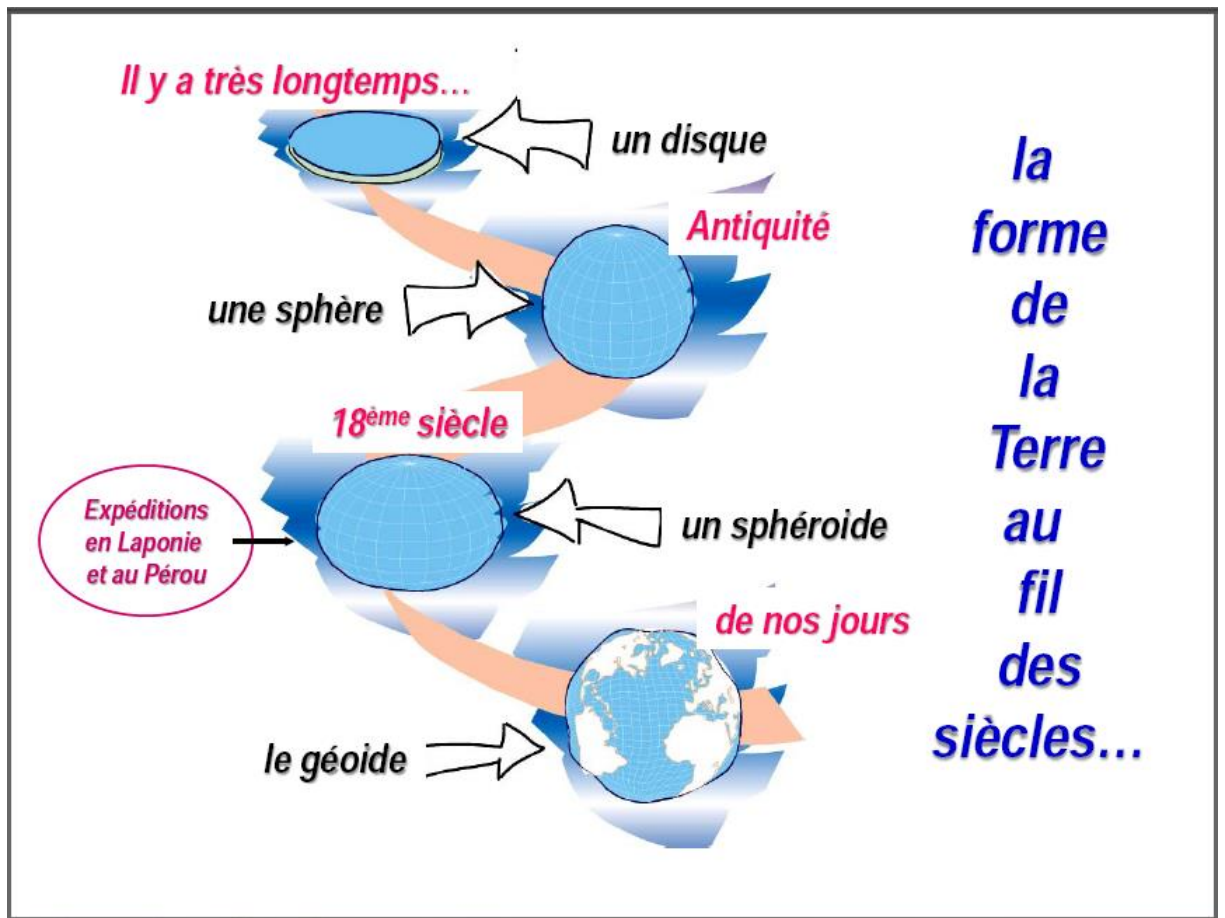 Il y a très longtemps...
un disque
Antiquité
une sphère
18ème siècle
Expéditions
en Laponie
et au Pérou
un sphéroide
de nos jours
le géoide
la
forme
de
la
Terre
au
fil
des
siècles...